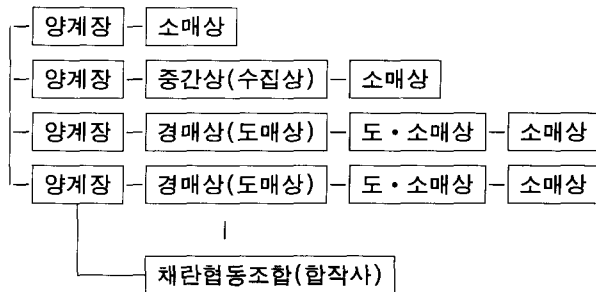 양계장 소매상
양계장 중간상(수집상) 소매상
양계장 경매상(도매상) 도·소매상 소매상
양계장 경매상(도매상) 도·소매상 소매상
채란협동조합(합작사)